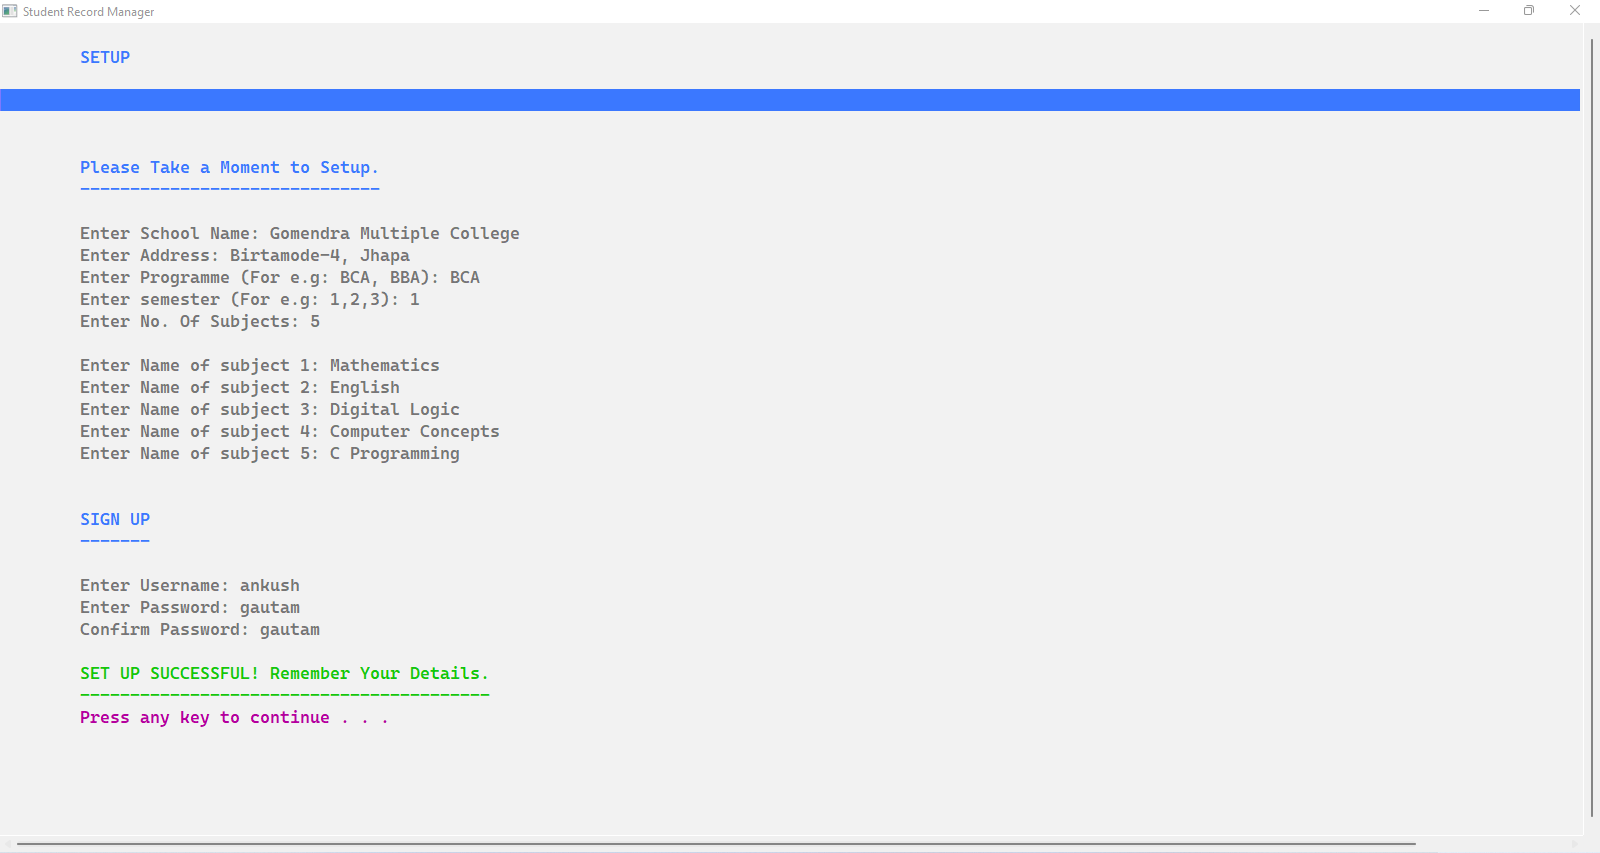 Student Record Manager
SETUP
Please Take a Moment to Setup.
------------------------------
Enter School Name: Gomendra Multiple College
Enter Address: Birtamode-4, Jhapa
Enter Programme (For e.g: BCA, BBA): BCA
Enter semester (For e.g: 1,2,3): 1
Enter No. Of Subjects: 5
Enter Name of subject 1: Mathematics
Enter Name of subject 2: English
Enter Name of subject 3: Digital Logic
Enter Name of subject 4: Computer Concepts
Enter Name of subject 5: C Programming
SIGN UP
-------
Enter Username: ankush
Enter Password: gautam
Confirm Password: gautam
SET UP SUCCESSFUL! Remember Your Details.
-----------------------------------------
Press any key to continue . . .